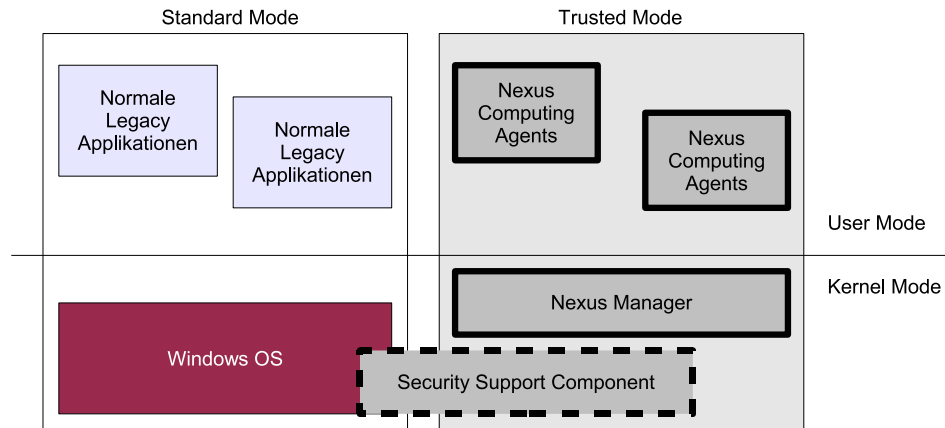 Standard Mode
Trusted Mode
Normale
Legacy
Applikationen
Normale
Legacy
Applikationen
Nexus
Computing
Agents
Nexus
Computing
Agents
User Mode
Kernel Mode
Nexus Manager
Windows OS
Security Support Component